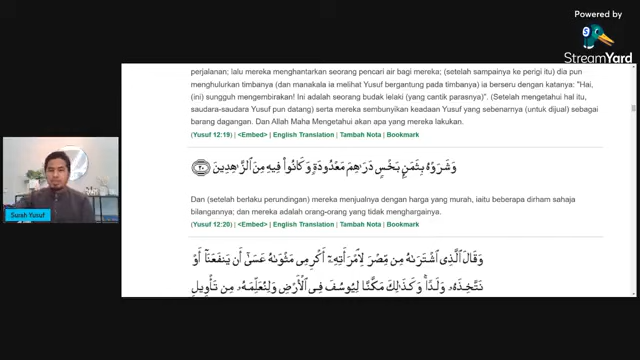 Powered by
StreamYard
perjalanan; lalu mereka menghantarkan seorang pencari air bagi mereka; (setelah sampainya ke perigi itu) dia pun
menghulurkan timbanya (dan manakala ia melihat Yusuf bergantung pada timbanya) ia berseru dengan katanya: "Hai,
(ini) sungguh mengembirakan! Ini adalah seorang budak lelaki (yang cantik parasnya)". (Setelah mengetahui hal itu,
saudara-saudara Yusuf pun datang) serta mereka sembunyikan keadaan Yusuf yang sebenarnya (untuk dijual) sebagai
barang dagangan. Dan Allah Maha Mengetahui akan apa yang mereka lakukan.
(Yusuf 12:19) | <Embed> | English Translation | Tambah Nota | Bookmark
وَشَرَوْهُ بِثَمَنٍۭ بَخْسٍ دَرَٰهِمَ مَعْدُودَةٍ وَكَانُوا۟ فِيهِ مِنَ ٱلزَّٰهِدِينَ ٢٠
Dan (setelah berlaku perundingan) mereka menjualnya dengan harga yang murah, iaitu beberapa dirham sahaja
bilangannya; dan mereka adalah orang-orang yang tidak menghargainya.
(Yusuf 12:20) | <Embed> | English Translation | Tambah Nota | Bookmark
وَقَالَ ٱلَّذِى ٱشْتَرَىٰهُ مِن مِّصْرَ لِٱمْرَأَتِهِۦٓ أَكْرِمِى مَثْوَىٰهُ عَسَىٰٓ أَن يَنفَعَنَآ أَوْ
نَتَّخِذَهُۥ وَلَدًا ۚ وَكَذَٰلِكَ مَكَّنَّا لِيُوسُفَ فِى ٱلْأَرْضِ وَلِنُعَلِّمَهُۥ مِن تَأْوِيلِ
Surah Yusuf